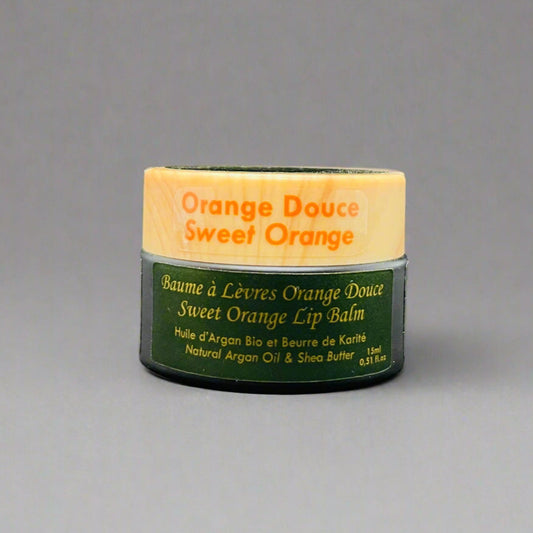 Orange Douce
Sweet Orange
Baume à Lèvres Orange Douce
Sweet Orange Lip Balm
Huile d'Argan Bio et Beurre de Karité
Natural Argan Oil & Shea Butter
15ml
0,51 fl.oz